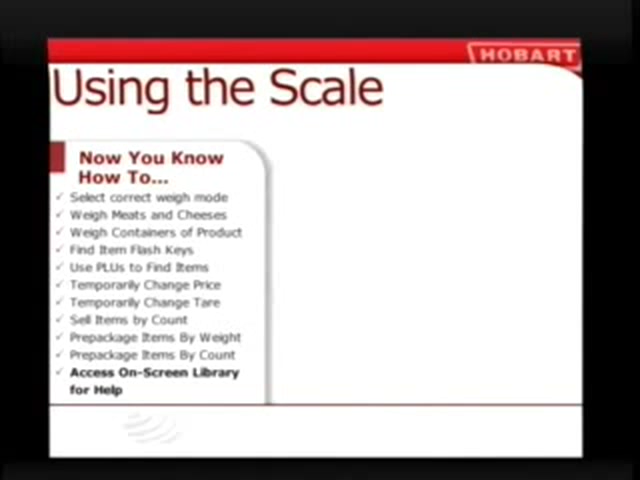 HOBART
Using the Scale
Now You Know
How To...
✓ Select correct weigh mode
✓ Weigh Meats and Cheeses
✓ Weigh Containers of Product
✓ Find Item Flash Keys
✓ Use PLUs to Find Items
✓ Temporarily Change Price
✓ Temporarily Change Tare
✓ Sell Items by Count
✓ Prepackage Items By Weight
✓ Prepackage Items By Count
✓ Access On-Screen Library
for Help